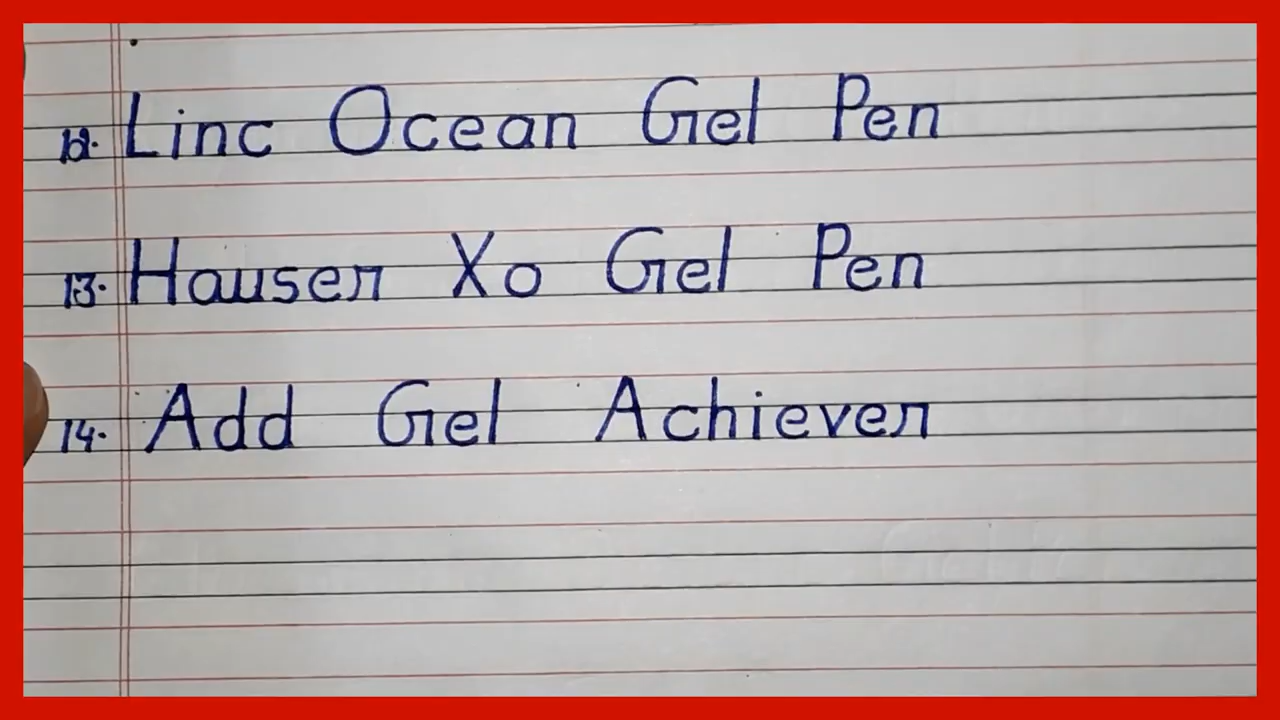 12. Linc Ocean Gel Pen
13. Hauser Xo Gel Pen
14. Add Gel Achiever